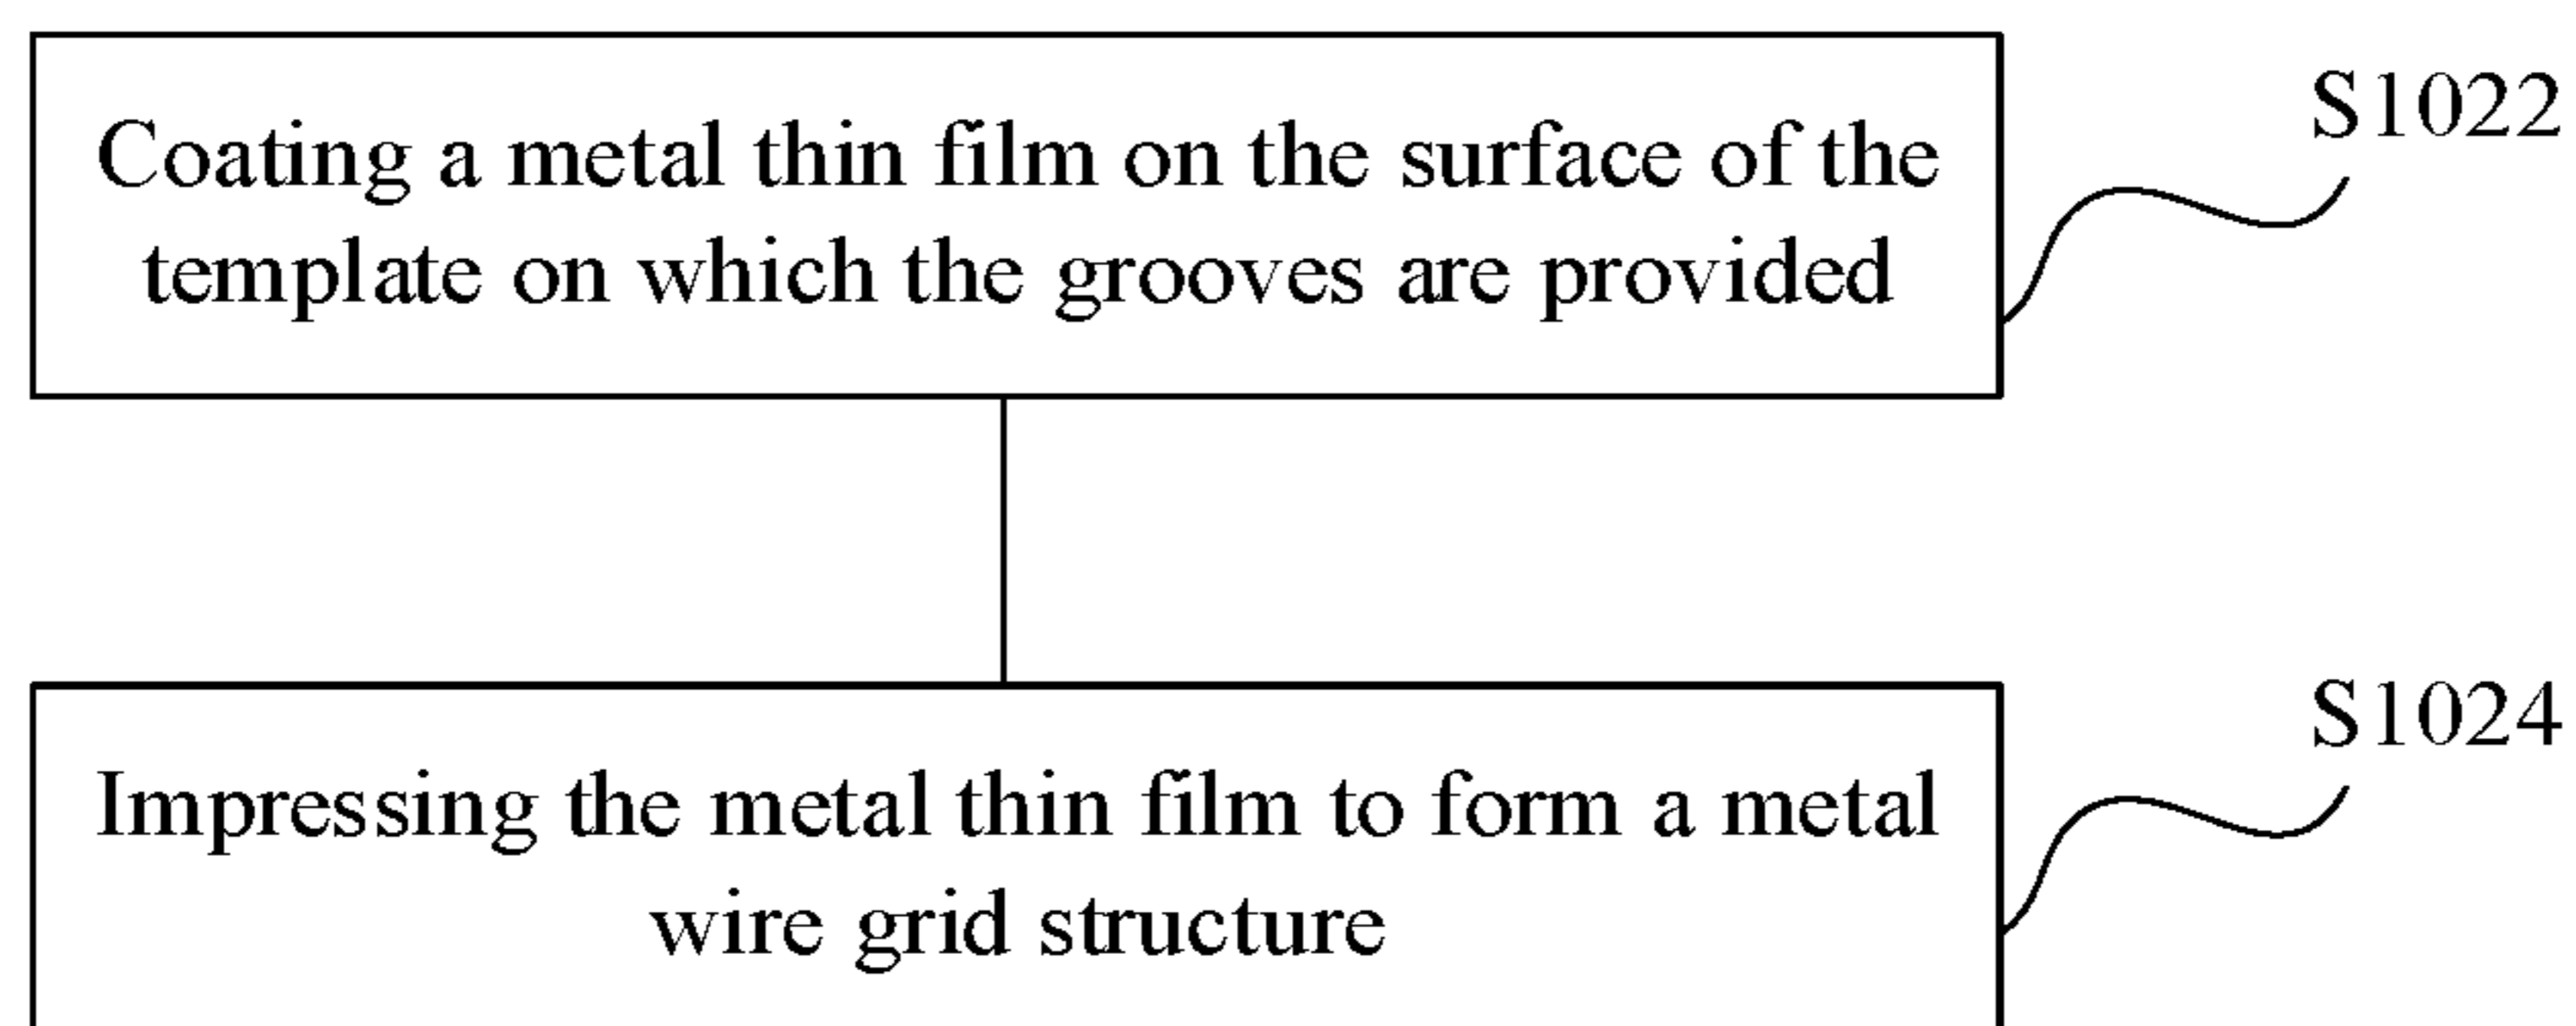 Coating a metal thin film on the surface of the
template on which the grooves are provided
S1022
Impressing the metal thin film to form a metal
wire grid structure
S1024